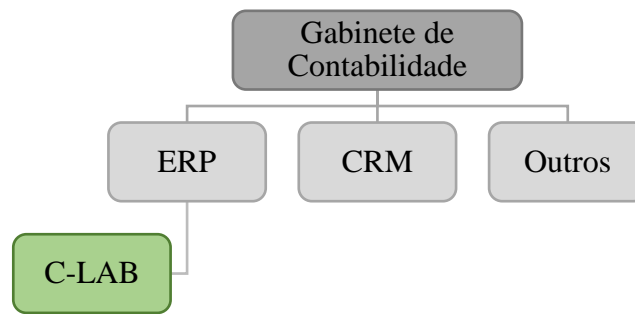 Gabinete de
Contabilidade
ERP
CRM
Outros
C-LAB